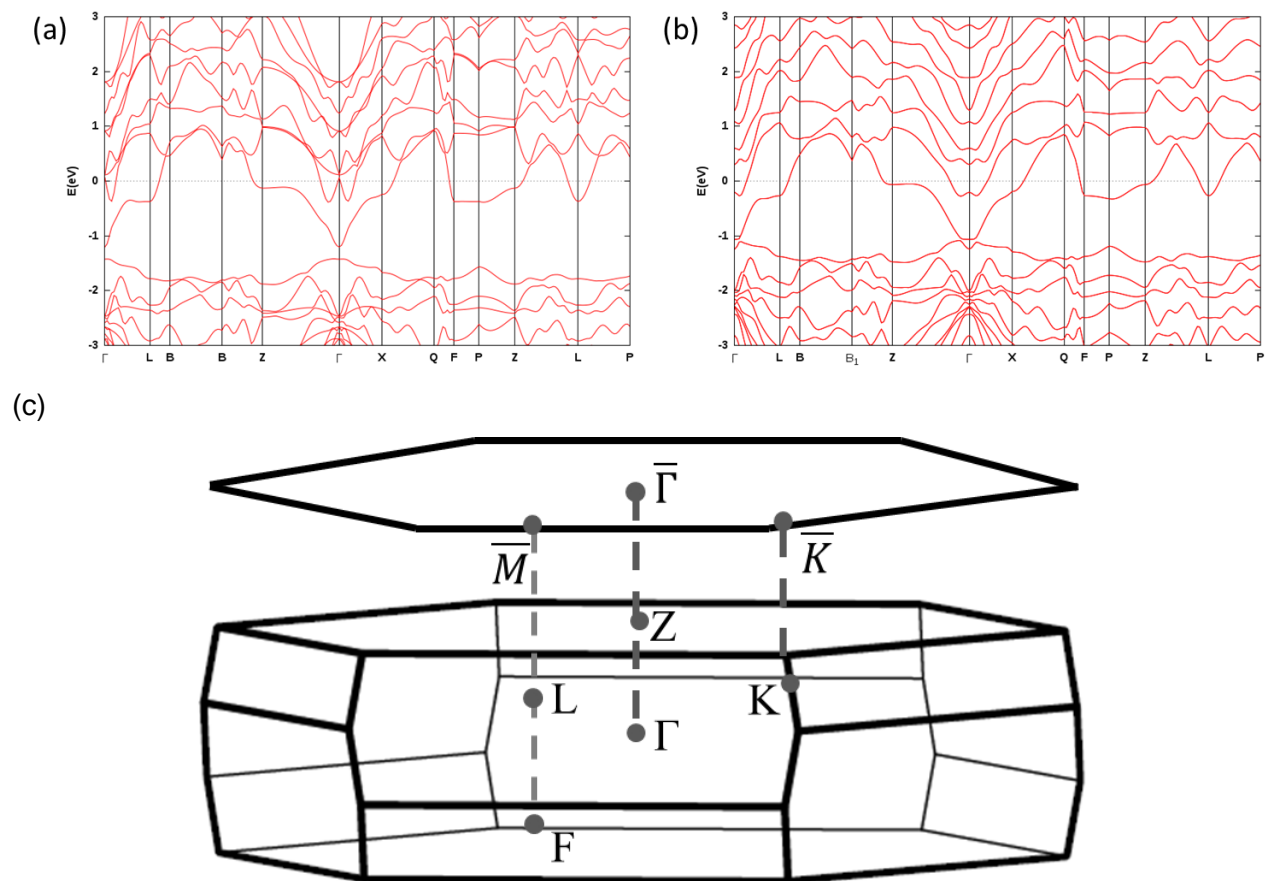 (a)
3
2
1
0
-1
-2
-3
E(eV)
Γ L B B Z Γ X Q F P Z L P
(b)
3
2
1
0
-1
-2
-3
E(eV)
Γ L B B1 Z Γ X Q F P Z L P
(c)
Γ̅
M̅
K̅
Z
L
K
Γ
F